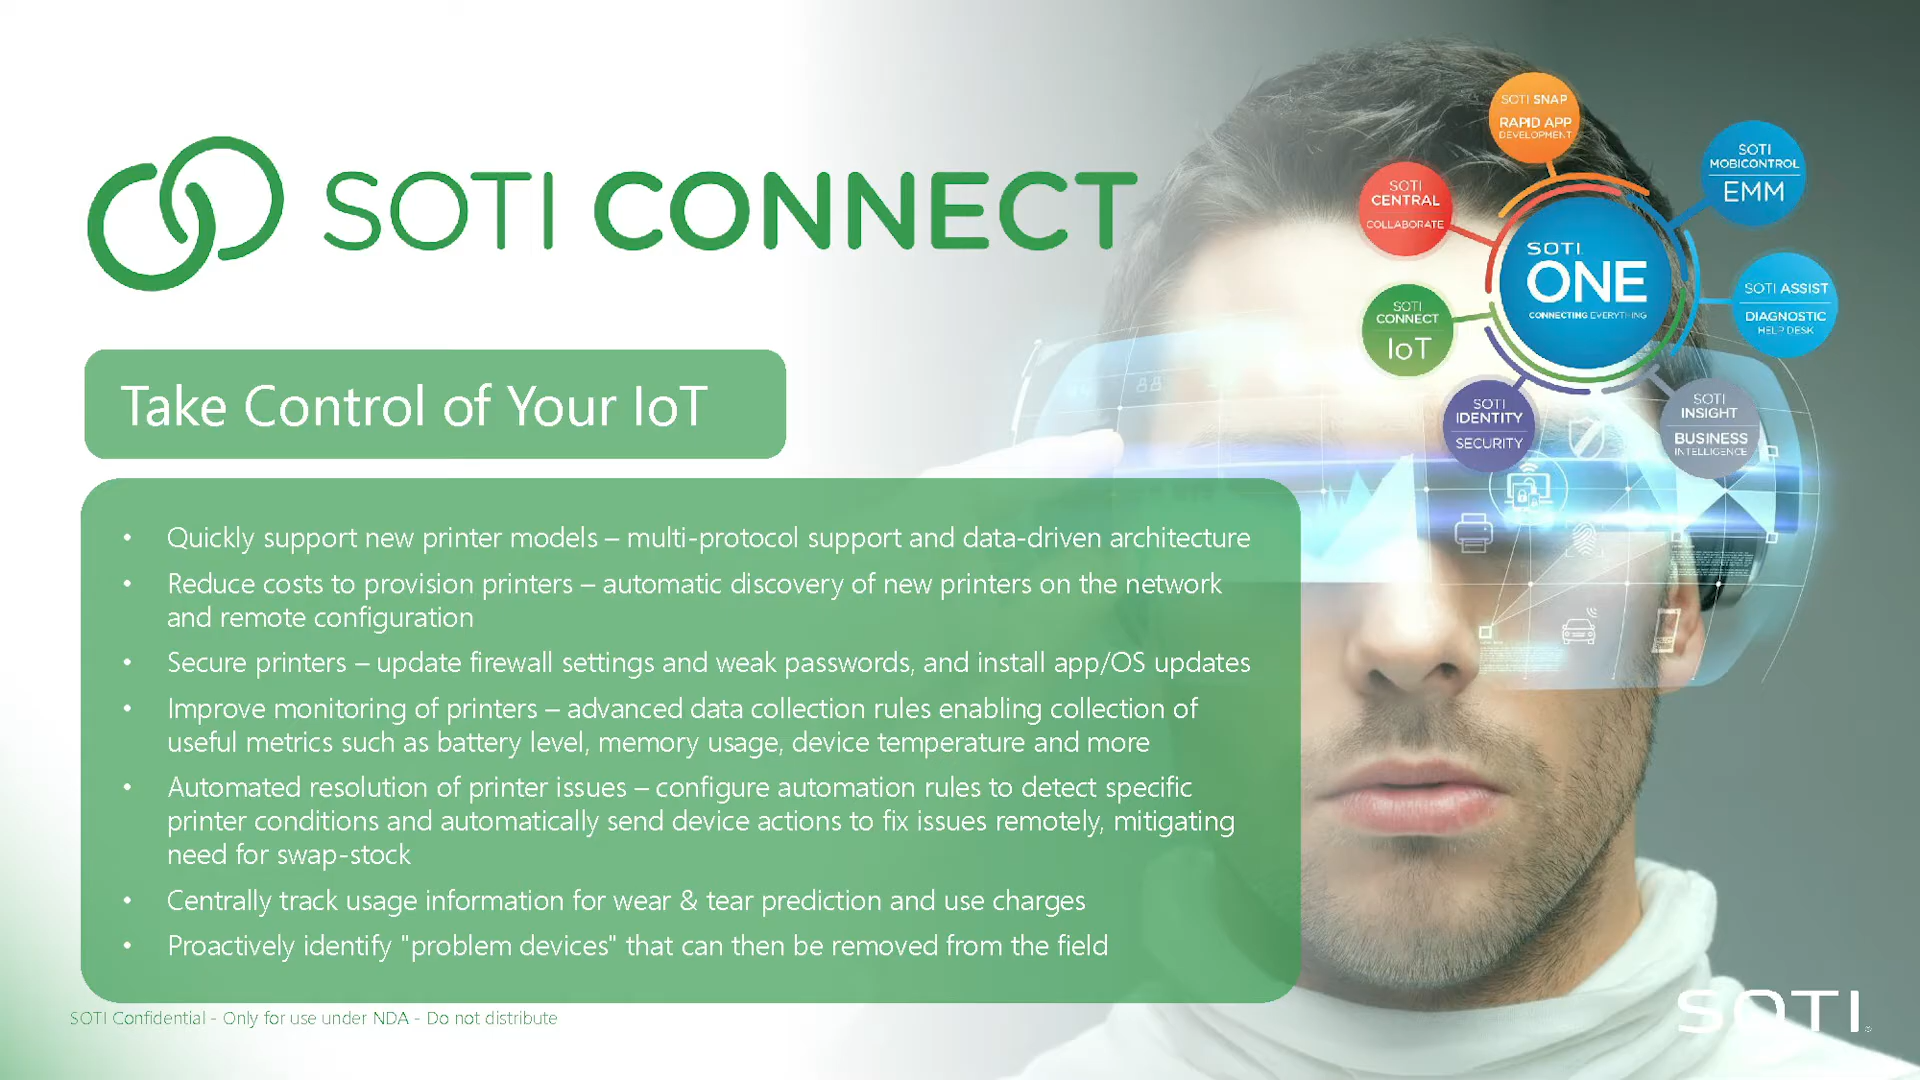 SOTI CONNECT
Take Control of Your IoT
• Quickly support new printer models – multi-protocol support and data-driven architecture
• Reduce costs to provision printers – automatic discovery of new printers on the network
and remote configuration
• Secure printers – update firewall settings and weak passwords, and install app/OS updates
• Improve monitoring of printers – advanced data collection rules enabling collection of
useful metrics such as battery level, memory usage, device temperature and more
• Automated resolution of printer issues – configure automation rules to detect specific
printer conditions and automatically send device actions to fix issues remotely, mitigating
need for swap-stock
• Centrally track usage information for wear & tear prediction and use charges
• Proactively identify "problem devices" that can then be removed from the field
SOTI Confidential - Only for use under NDA - Do not distribute
SOTI SNAP
RAPID APP
DEVELOPMENT
SOTI
MOBICONTROL
EMM
SOTI
CENTRAL
COLLABORATE
SOTI
ONE
CONNECTING EVERYTHING
SOTI ASSIST
DIAGNOSTIC
HELP DESK
SOTI
CONNECT
IoT
SOTI
IDENTITY
SECURITY
SOTI
INSIGHT
BUSINESS
INTELLIGENCE
SOTI